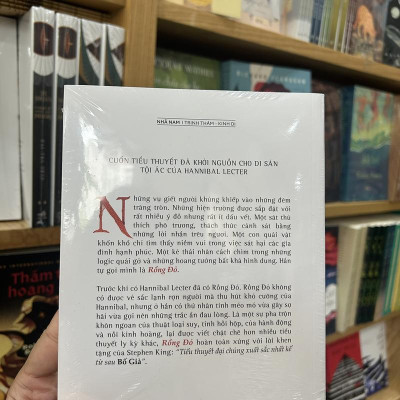 NHÃ NAM | TRINH THÁM - KINH DỊ
CUỐN TIỂU THUYẾT ĐÃ KHƠI NGUỒN CHO DI SẢN
TỘI ÁC CỦA HANNIBAL LECTER
Những vụ giết người khủng khiếp vào những đêm
trăng tròn. Những hiện trường được sắp đặt với
rất nhiều ý đồ nhưng rất ít dấu vết. Một sát thủ
thích phô trương, thách thức cảnh sát bằng
những lời nhắn trêu ngươi. Một con quái vật
khốn khổ chỉ tìm thấy niềm vui trong việc sát hại các gia
đình hạnh phúc. Một kẻ thái nhân cách chìm trong những
logic quái gở và những hoang tưởng bất khả hình dung. Hắn
tự gọi mình là Rồng Đỏ.
Trước khi có Hannibal Lecter đã có Rồng Đỏ. Rồng Đỏ không
có được vẻ sắc lạnh rợn người mà thu hút khó cưỡng của
Hannibal, nhưng ở hắn có thứ nhân tính méo mó vừa gây sợ
hãi vừa gợi nên những trắc ẩn đau lòng. Là một sự pha trộn
khôn ngoan của thuật loại suy, tính hồi hộp, của hành động
và nỗi kinh hoàng, lại được viết chặt chẽ hơn nhiều tiểu
thuyết ly kỳ khác, Rồng Đỏ hoàn toàn xứng với lời khen
tặng của Stephen King: "Tiểu thuyết đại chúng xuất sắc nhất kể
từ sau Bố Già".
Thảm
hoang